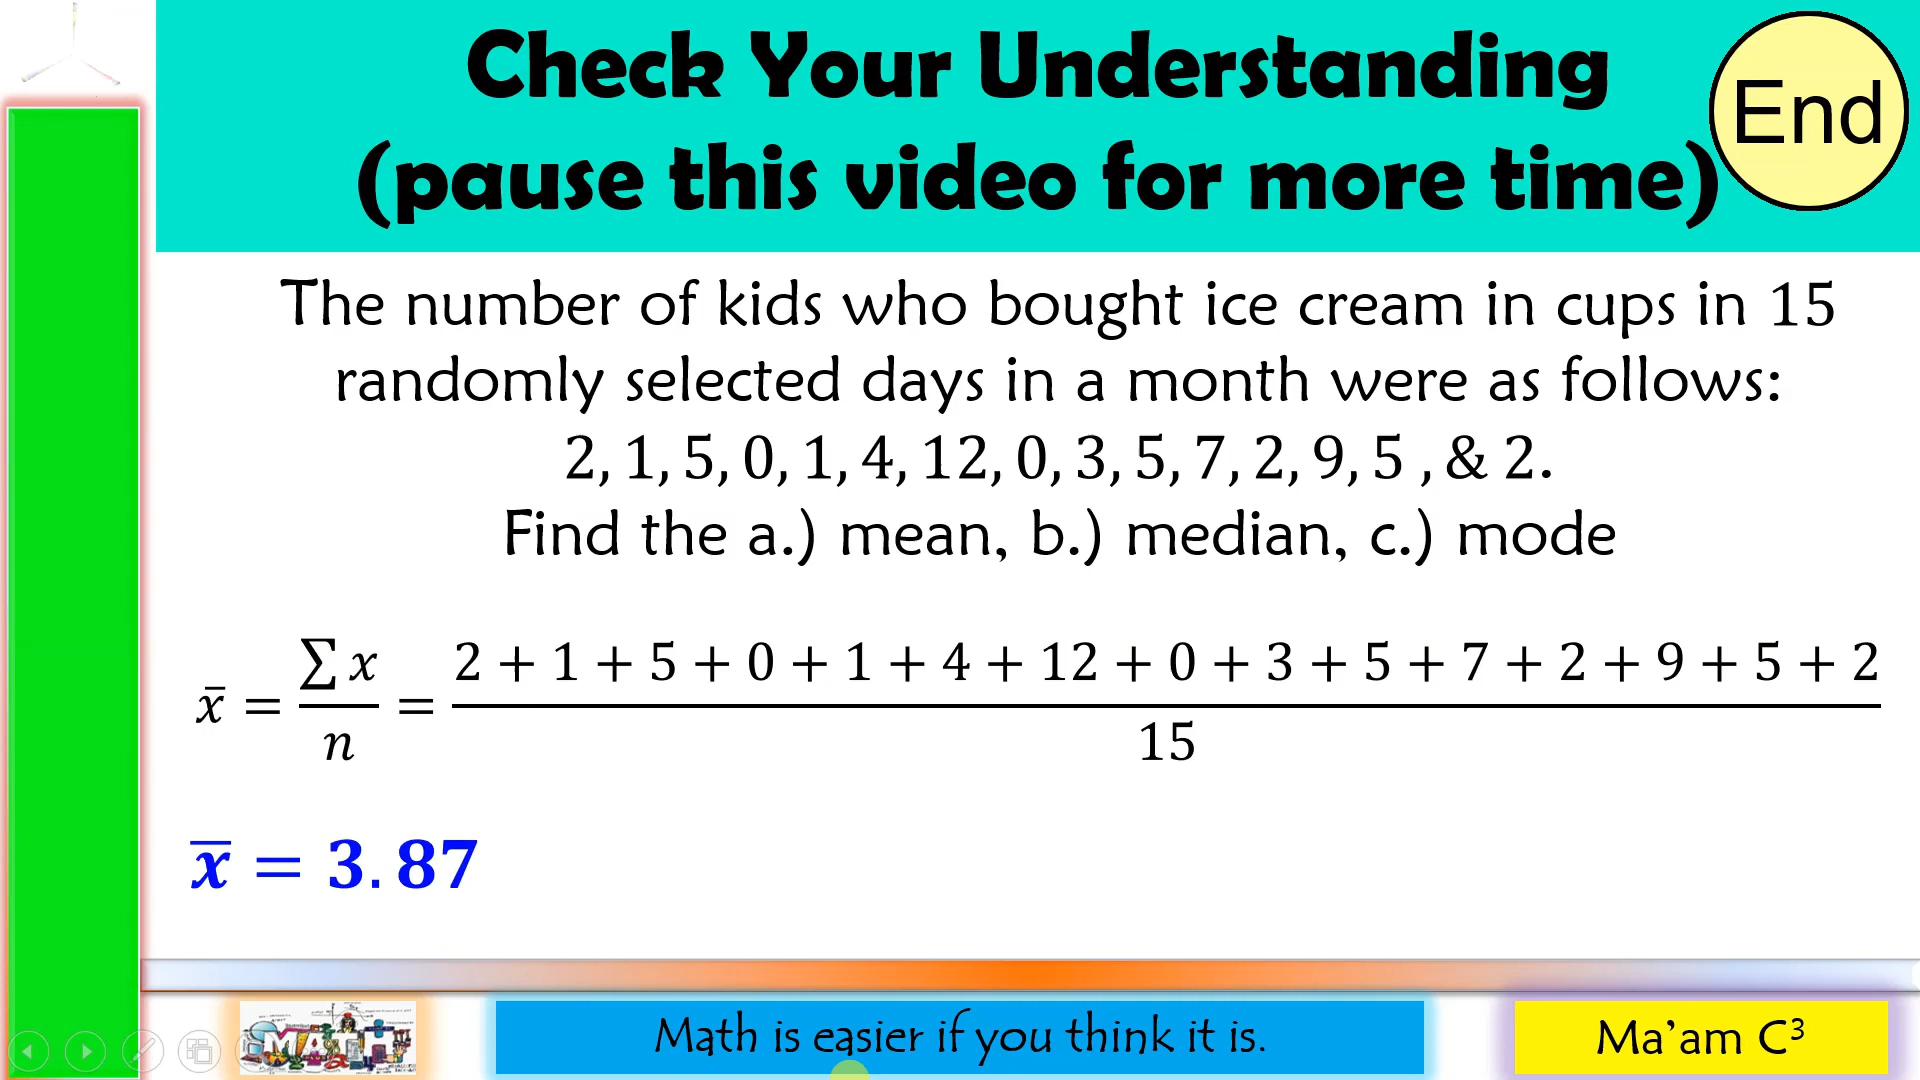 Check Your Understanding
(pause this video for more time)
End
The number of kids who bought ice cream in cups in 15
randomly selected days in a month were as follows:
2, 1, 5, 0, 1, 4, 12, 0, 3, 5, 7, 2, 9, 5 , & 2.
Find the a.) mean, b.) median, c.) mode
x̄ = ∑ x / n = 2 + 1 + 5 + 0 + 1 + 4 + 12 + 0 + 3 + 5 + 7 + 2 + 9 + 5 + 2 / 15
x̄ = 3.87
MATH
Math is easier if you think it is.
Ma’am C³